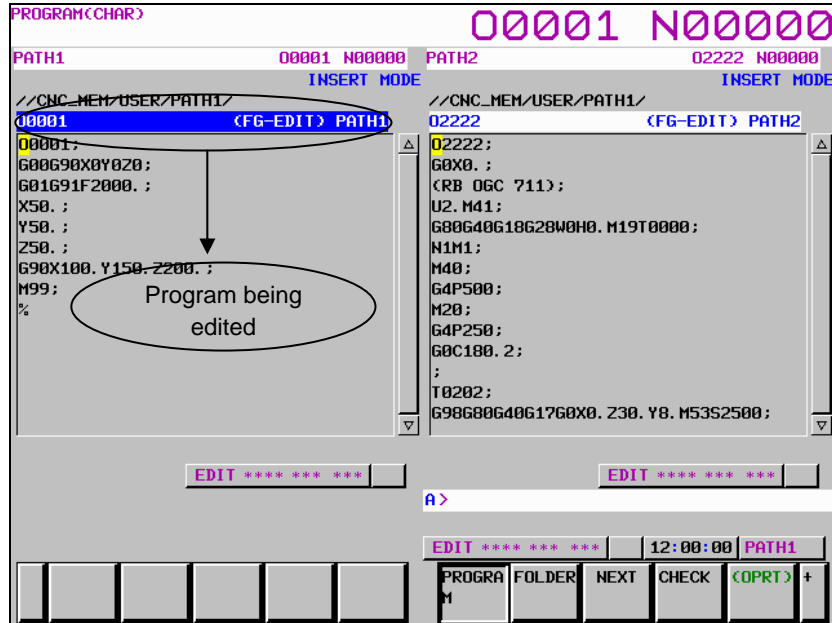 PROGRAM(CHAR)
O0001 N00000
PATH1 O0001 N00000
INSERT MODE
//CNC_MEM/USER/PATH1/
O0001 (FG-EDIT) PATH1
O0001;
G00G90X0Y0Z0;
G01G91F2000.;
X50.;
Y50.;
Z50.;
G90X100.Y150.Z200.;
M99;
%
Program being
edited
EDIT **** *** ***
PATH2 O2222 N00000
INSERT MODE
//CNC_MEM/USER/PATH1/
O2222 (FG-EDIT) PATH2
O2222;
G0X0.;
(RB OGC 711);
U2.M41;
G80G40G18G28W0H0.M19T0000;
N1M1;
M40;
G4P500;
M20;
G4P250;
G0C180.2;
;
T0202;
G98G80G40G17G0X0.Z30.Y8.M53S2500;
EDIT **** *** ***
A>
EDIT **** *** *** 12:00:00 PATH1
PROGRA FOLDER NEXT CHECK (OPRT) +
M